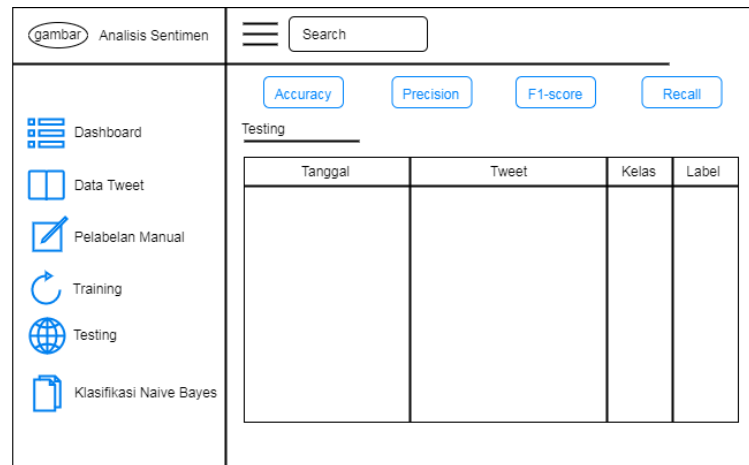 gambar Analisis Sentimen
Search
Accuracy Precision F1-score Recall
Testing
Tanggal Tweet Kelas Label
Dashboard
Data Tweet
Pelabelan Manual
Training
Testing
Klasifikasi Naive Bayes